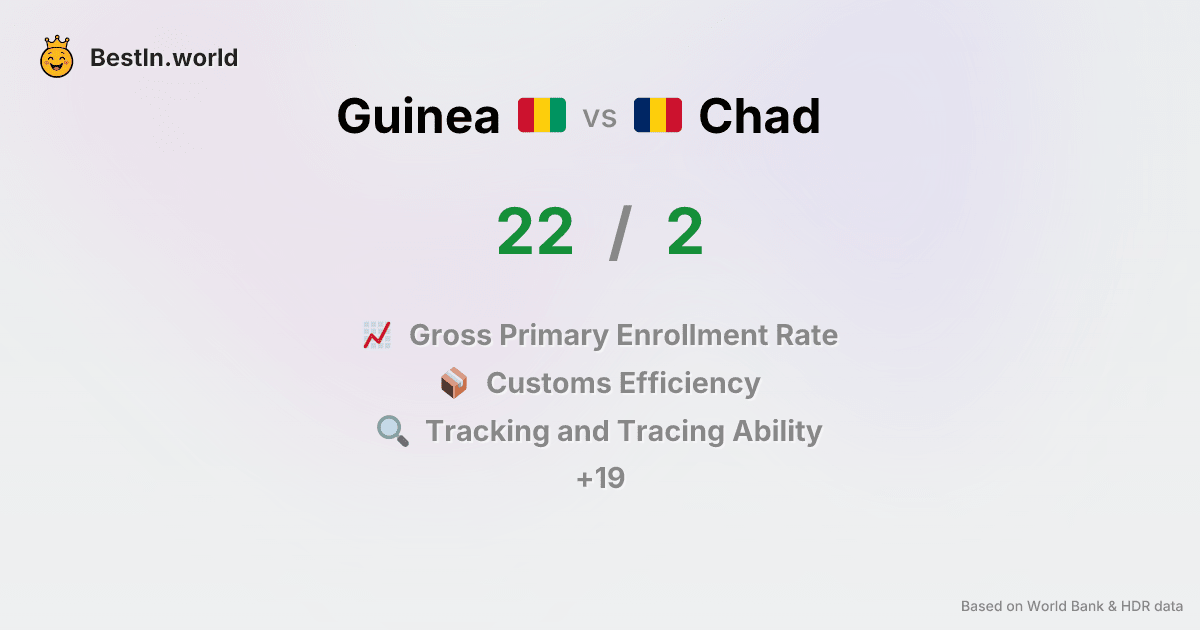 BestIn.world
Guinea vs Chad
22 / 2
Gross Primary Enrollment Rate
Customs Efficiency
Tracking and Tracing Ability
+19
Based on World Bank & HDR data